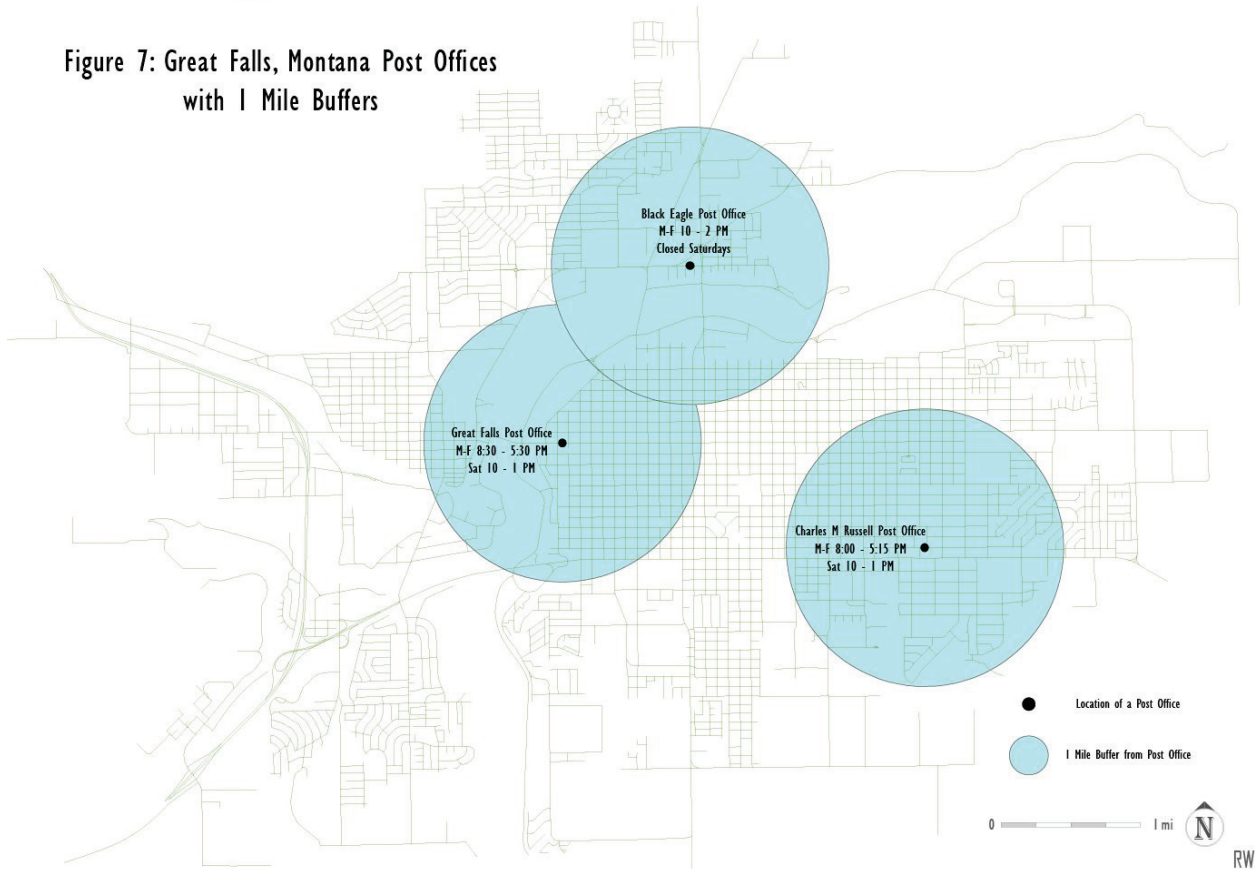 Figure 7: Great Falls, Montana Post Offices
with 1 Mile Buffers
Black Eagle Post Office
M-F 10 - 2 PM
Closed Saturdays
Great Falls Post Office
M-F 8:30 - 5:30 PM
Sat 10 - 1 PM
Charles M Russell Post Office
M-F 8:00 - 5:15 PM
Sat 10 - 1 PM
Location of a Post Office
1 Mile Buffer from Post Office
0 1 mi
N
RW